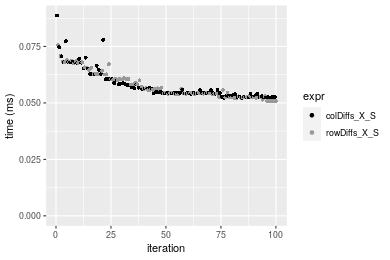 0.075
0.050
0.025
0.000
time (ms)
0
25
50
75
100
iteration
expr
colDiffs_X_S
rowDiffs_X_S